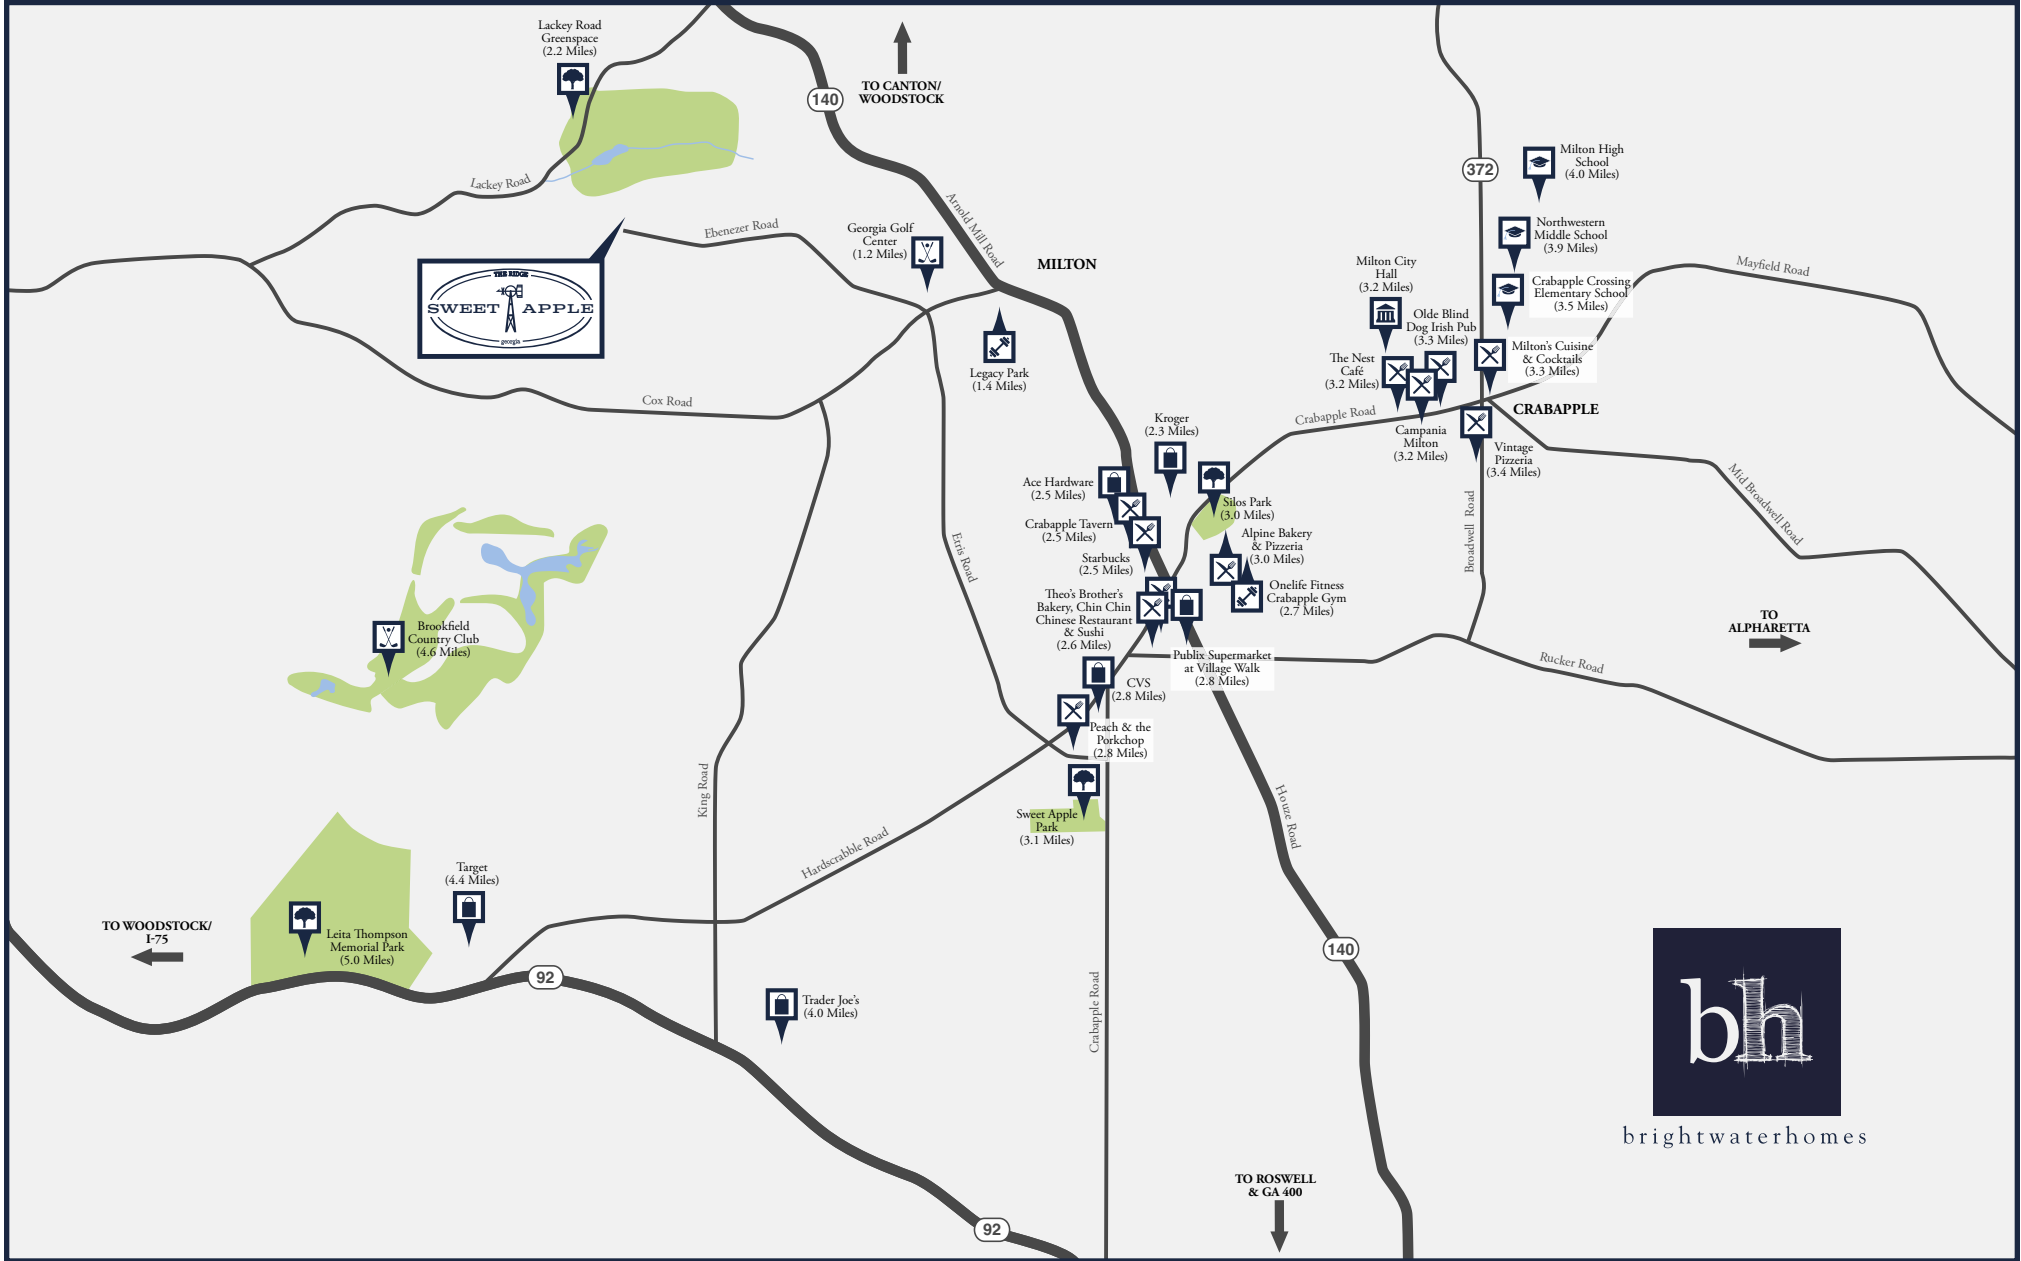 Lackey Road
Greenspace
(2.2 Miles)
TO CANTON/
WOODSTOCK
140
372
Milton High
School
(4.0 Miles)
Lackey Road
Ebenezer Road
Georgia Golf
Center
(1.2 Miles)
Arnold Mill Road
MILTON
Northwestern
Middle School
(3.9 Miles)
Milton City
Hall
(3.2 Miles)
Crabapple Crossing
Elementary School
(3.5 Miles)
Mayfield Road
THE RIDGE
SWEET APPLE
georgia
Olde Blind
Dog Irish Pub
(3.3 Miles)
Milton's Cuisine
& Cocktails
(3.3 Miles)
The Nest
Café
(3.2 Miles)
Legacy Park
(1.4 Miles)
Cox Road
Kroger
(2.3 Miles)
Crabapple Road
CRABAPPLE
Campania
Milton
(3.2 Miles)
Vintage
Pizzeria
(3.4 Miles)
Ace Hardware
(2.5 Miles)
Silos Park
(3.0 Miles)
Crabapple Tavern
(2.5 Miles)
Alpine Bakery
& Pizzeria
(3.0 Miles)
Starbucks
(2.5 Miles)
Etris Road
Broadwell Road
Mid Broadwell Road
Theo's Brother's
Bakery, Chin Chin
Chinese Restaurant
& Sushi
(2.6 Miles)
Onelife Fitness
Crabapple Gym
(2.7 Miles)
TO
ALPHARETTA
Brookfield
Country Club
(4.6 Miles)
Publix Supermarket
at Village Walk
(2.8 Miles)
Rucker Road
CVS
(2.8 Miles)
Peach & the
Porkchop
(2.8 Miles)
King Road
Houze Road
Sweet Apple
Park
(3.1 Miles)
Hardscrabble Road
Target
(4.4 Miles)
TO WOODSTOCK/
I-75
Leita Thompson
Memorial Park
(5.0 Miles)
92
140
Trader Joe's
(4.0 Miles)
Crabapple Road
bh
brightwaterhomes
TO ROSWELL
& GA 400
92